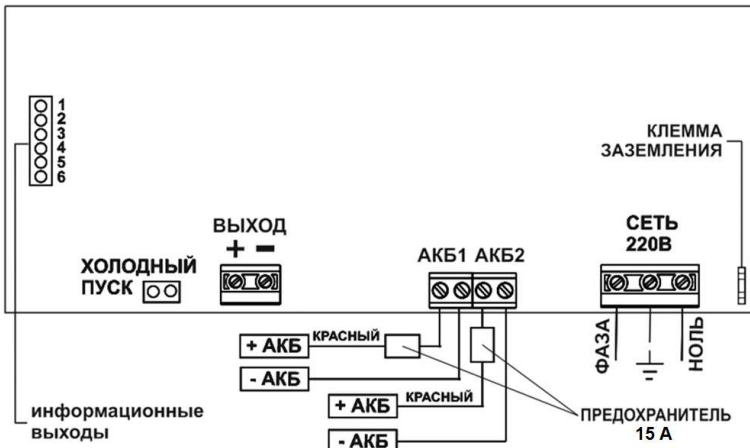 1
2
3
4
5
6
КЛЕММА
ЗАЗЕМЛЕНИЯ
ВЫХОД
+ −
ХОЛОДНЫЙ
ПУСК
АКБ1 АКБ2
СЕТЬ
220В
+ АКБ
КРАСНЫЙ
- АКБ
+ АКБ
КРАСНЫЙ
- АКБ
ФАЗА
НОЛЬ
ПРЕДОХРАНИТЕЛЬ
15 А
информационные
выходы